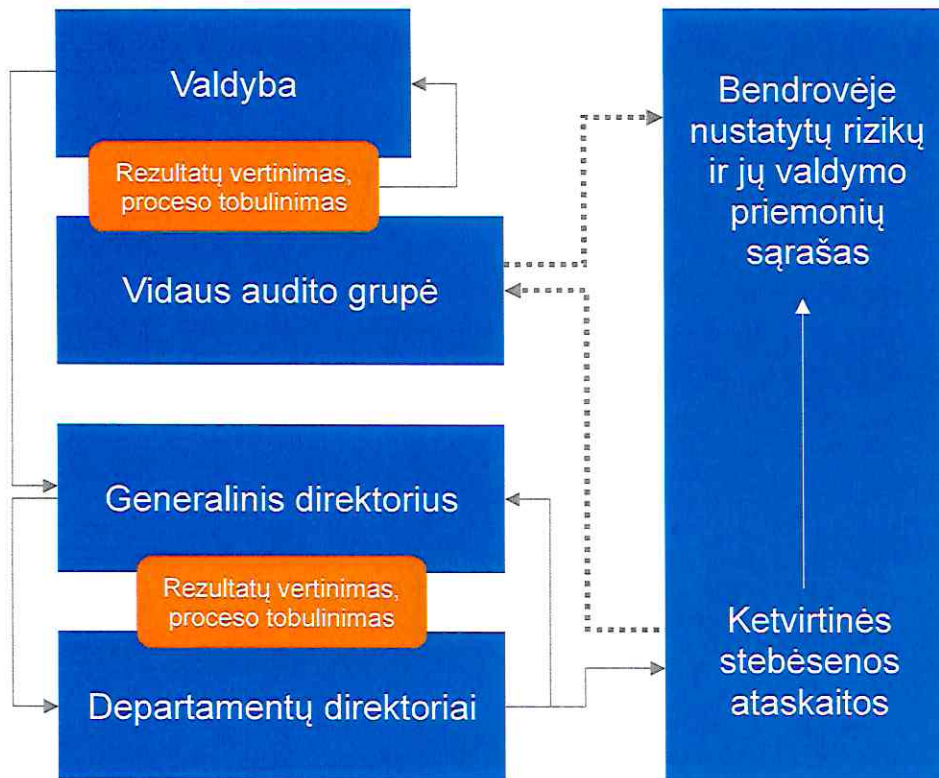 Valdyba
Rezultatų vertinimas,
proceso tobulinimas
Vidaus audito grupė
Generalinis direktorius
Rezultatų vertinimas,
proceso tobulinimas
Departamentų direktoriai
Bendrovėje
nustatytų rizikų
ir jų valdymo
priemonių
sąrašas
Ketvirtinės
stebėsenos
ataskaitos